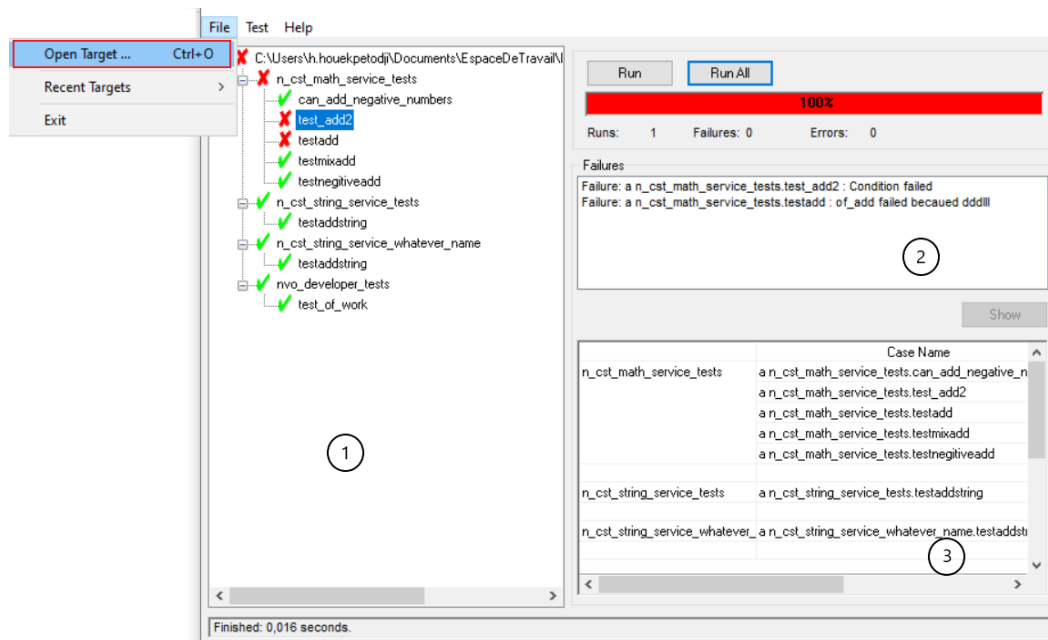 File Test Help
Open Target ... Ctrl+O
Recent Targets
Exit
C:\Users\h.houekpetodji\Documents\EspaceDeTravail\
n_cst_math_service_tests
can_add_negative_numbers
test_add2
testadd
testmixadd
testnegitiveadd
n_cst_string_service_tests
testaddstring
n_cst_string_service_whatever_name
testaddstring
nvo_developer_tests
test_of_work
1
Run Run All
100%
Runs: 1 Failures: 0 Errors: 0
Failures
Failure: a n_cst_math_service_tests.test_add2 : Condition failed
Failure: a n_cst_math_service_tests.testadd : of_add failed becaued dddlll
2
Show
Case Name
n_cst_math_service_tests a n_cst_math_service_tests.can_add_negative_n
a n_cst_math_service_tests.test_add2
a n_cst_math_service_tests.testadd
a n_cst_math_service_tests.testmixadd
a n_cst_math_service_tests.testnegitiveadd
n_cst_string_service_tests a n_cst_string_service_tests.testaddstring
n_cst_string_service_whatever_ a n_cst_string_service_whatever_name.testaddstr
3
Finished: 0,016 seconds.